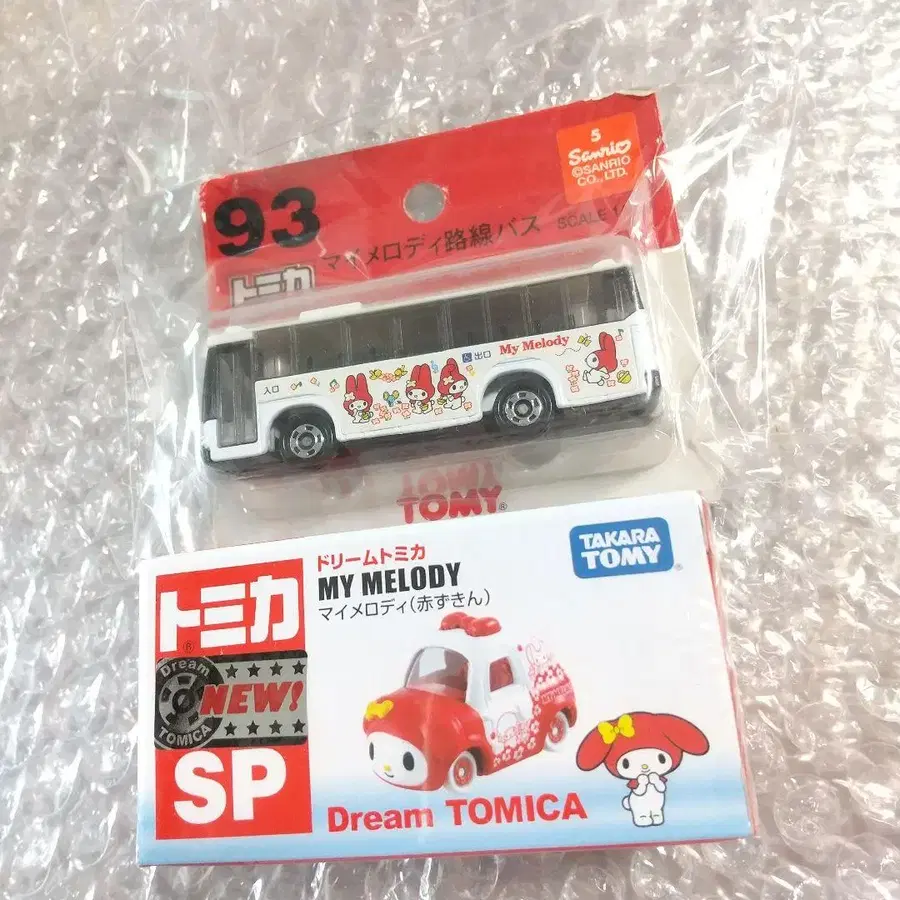 93
トミカ
マイメロディ路線バス SCALE 1
5
Sanrio
©SANRIO
CO., LTD.
入口
出口
My Melody
TOMY®
TAKARA
TOMY®
トミカ
®
Dream
NEW!
TOMICA
SP
ドリームトミカ
MY MELODY
マイメロディ(赤ずきん)
Dream TOMICA